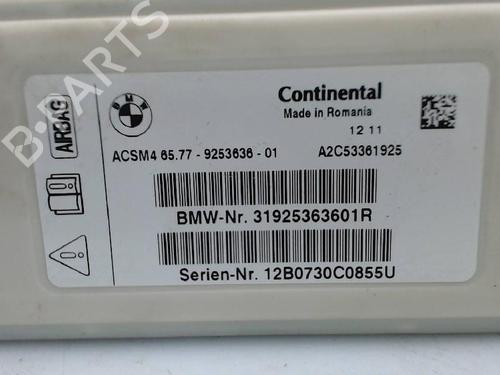 B-PARTS
AIRBAG
BMW
Continental
Made in Romania
12 11
ACSM4 65.77 - 9253636 - 01 A2C53361925
BMW-Nr. 31925363601R
Serien-Nr. 12B0730C0855U